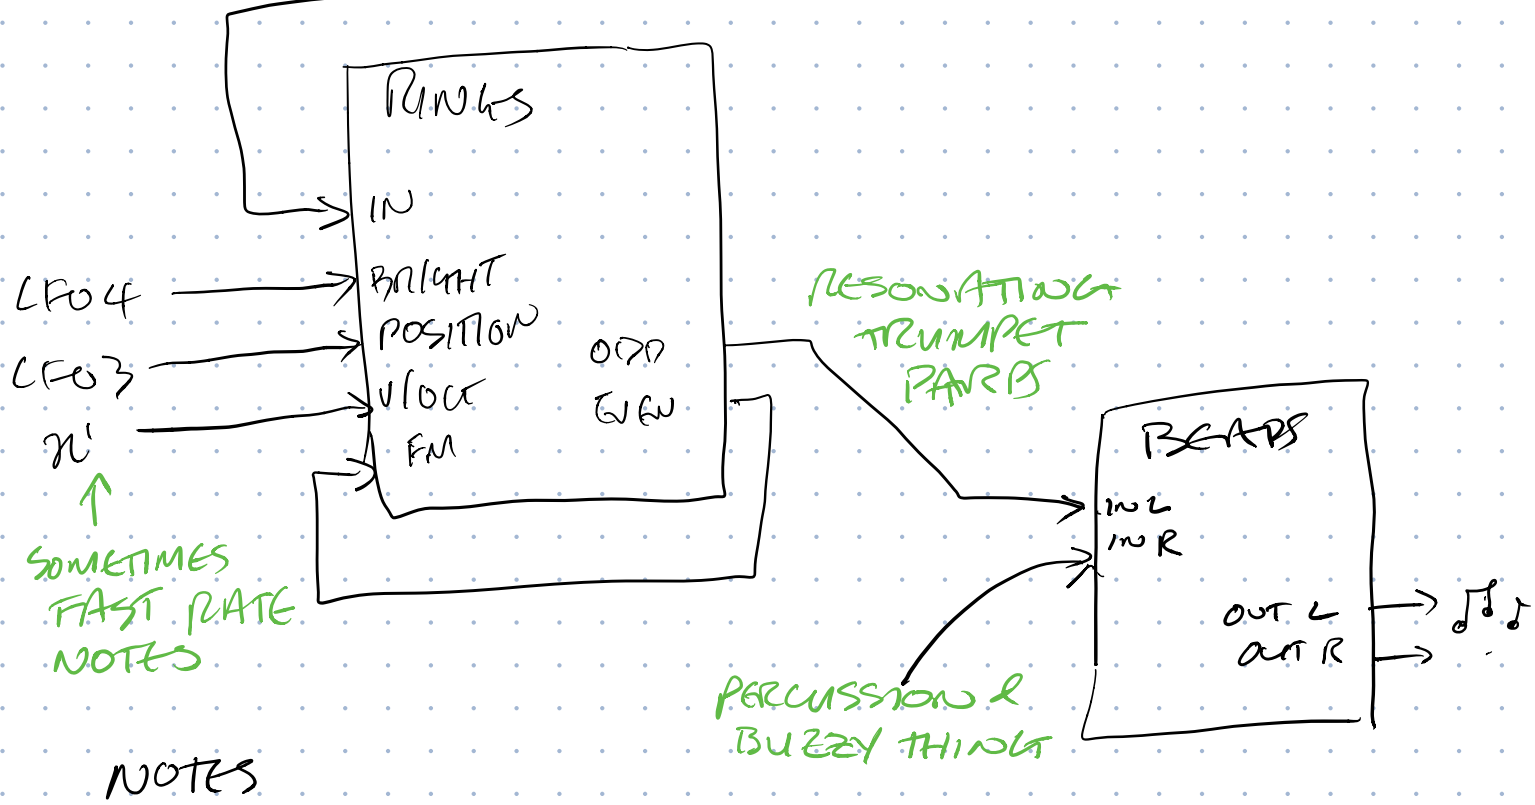 RINGS
IN
LFO4
BRIGHT
LFO3
POSITION
V/OCT
FM
ODD
EVEN
SOMETIMES
FAST RATE
NOTES
RESONATING
TRUMPET
PARPS
BEADS
IN L
IN R
OUT L
OUT R
PERCUSSION &
BUZZY THING
NOTES